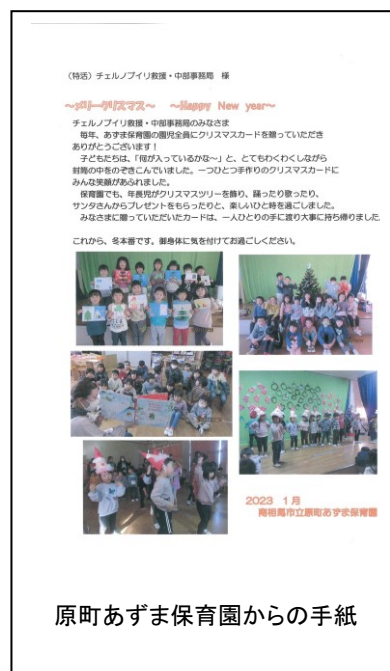 (特活)チェルノブイリ救援・中部事務局 様
～メリークリスマス～ ～Happy New year～
チェルノブイリ救援・中部事務局のみなさま
毎年、あずま保育園の園児全員にクリスマスカードを贈っていただき
ありがとうございます！
子どもたちは、「何が入っているかな～」と、とてもわくわくしながら
封筒の中をのぞきこんでいました。一つひとつ手作りのクリスマスカードに
みんな笑顔があふれました。
保育園でも、年長児がクリスマスツリーを飾り、踊ったり歌ったり、
サンタさんからプレゼントをもらったりと、楽しいひと時を過ごしました。
みなさまに贈っていただいたカードは、一人ひとりの手に渡り大事に持ち帰りました
これから、冬本番です。御身体に気を付けてお過ごしください。
2023 1月
南相馬市立原町あずま保育園
原町あずま保育園からの手紙